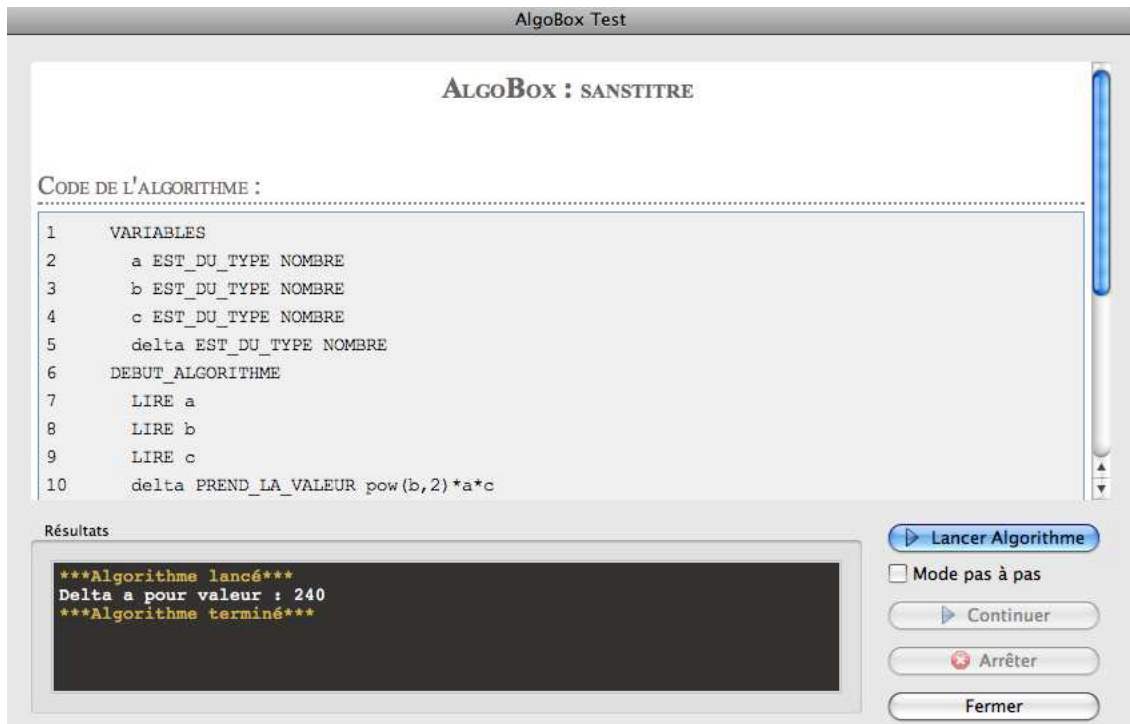 AlgoBox Test
ALGOBOX : SANSTITRE
CODE DE L'ALGORITHME :
1 VARIABLES
2 a EST_DU_TYPE NOMBRE
3 b EST_DU_TYPE NOMBRE
4 c EST_DU_TYPE NOMBRE
5 delta EST_DU_TYPE NOMBRE
6 DEBUT_ALGORITHME
7 LIRE a
8 LIRE b
9 LIRE c
10 delta PREND_LA_VALEUR pow(b,2)*a*c
Résultats
***Algorithme lancé***
Delta a pour valeur : 240
***Algorithme terminé***
Lancer Algorithme
Mode pas à pas
Continuer
Arrêter
Fermer